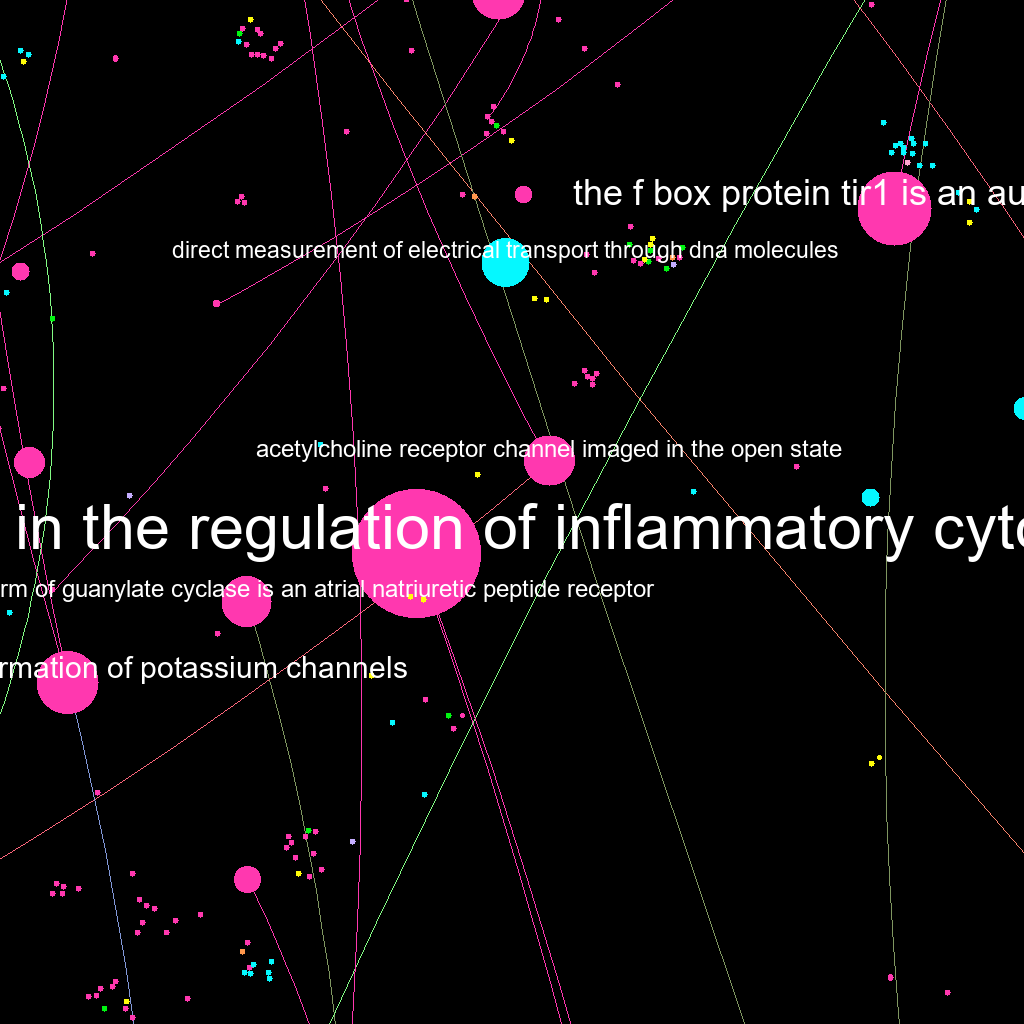 the f box protein tir1 is an au
direct measurement of electrical transport through dna molecules
acetylcholine receptor channel imaged in the open state
in the regulation of inflammatory cyto
rm of guanylate cyclase is an atrial natriuretic peptide receptor
rmation of potassium channels